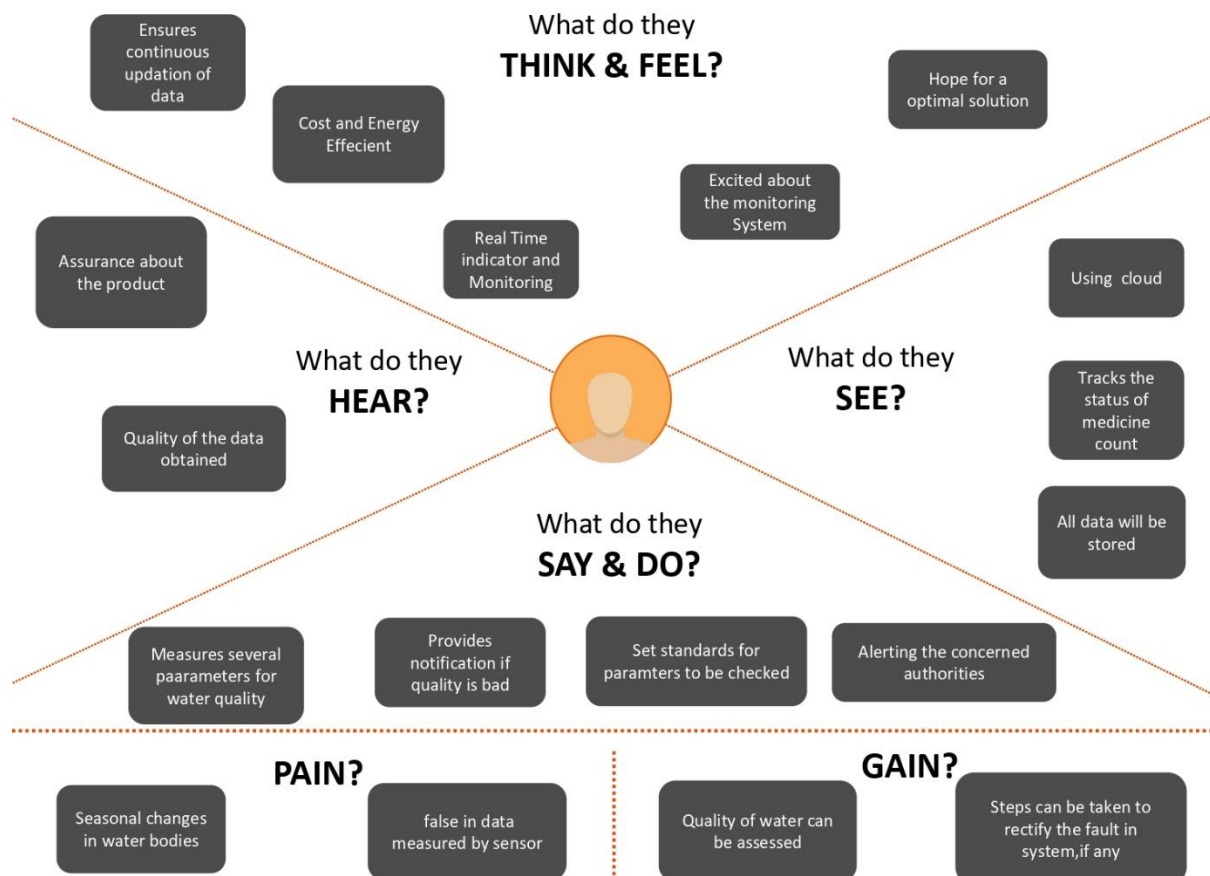 What do they
THINK & FEEL?
Ensures
continuous
updation of
data
Cost and Energy
Effecient
Real Time
indicator and
Monitoring
Excited about
the monitoring
System
Hope for a
optimal solution
What do they
HEAR?
Assurance about
the product
Quality of the data
obtained
What do they
SEE?
Using cloud
Tracks the
status of
medicine
count
All data will be
stored
What do they
SAY & DO?
Measures several
paarameters for
water quality
Provides
notification if
quality is bad
Set standards for
paramters to be checked
Alerting the concerned
authorities
PAIN?
Seasonal changes
in water bodies
false in data
measured by sensor
GAIN?
Quality of water can
be assessed
Steps can be taken to
rectify the fault in
system,if any